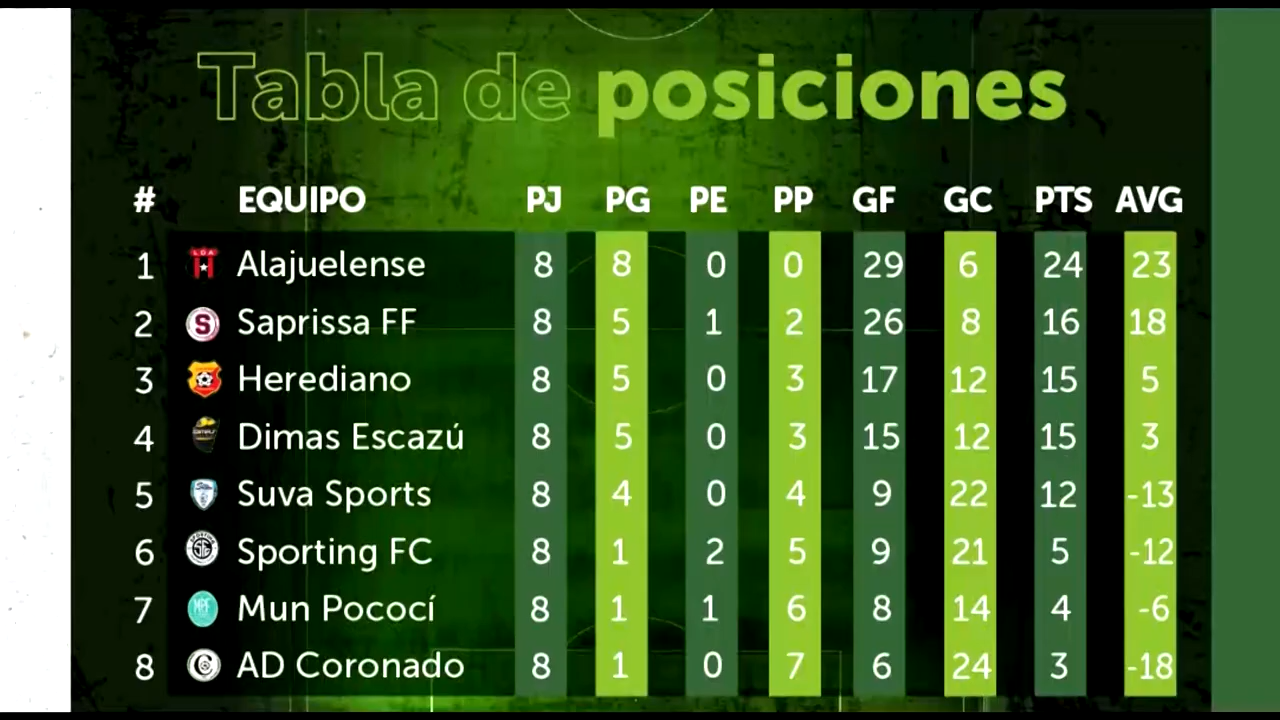 Tabla de posiciones
# EQUIPO PJ PG PE PP GF GC PTS AVG
1 Alajuelense 8 8 0 0 29 6 24 23
2 Saprissa FF 8 5 1 2 26 8 16 18
3 Herediano 8 5 0 3 17 12 15 5
4 Dimas Escazú 8 5 0 3 15 12 15 3
5 Suva Sports 8 4 0 4 9 22 12 -13
6 Sporting FC 8 1 2 5 9 21 5 -12
7 Mun Pococí 8 1 1 6 8 14 4 -6
8 AD Coronado 8 1 0 7 6 24 3 -18